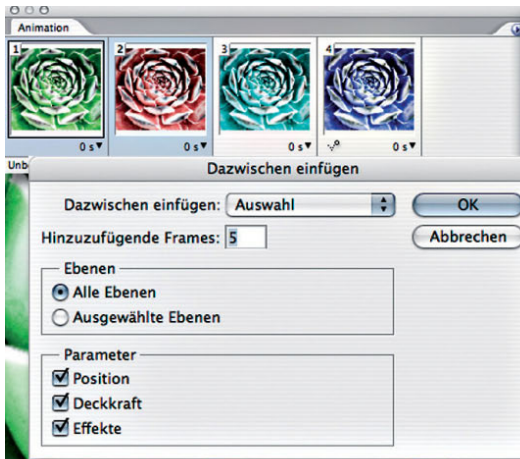 Animation
1 2 3 4
0 s 0 s 0 s 0 s
Unb
Dazwischen einfügen
Dazwischen einfügen: Auswahl OK
Hinzuzufügende Frames: 5 Abbrechen
Ebenen
Alle Ebenen
Ausgewählte Ebenen
Parameter
Position
Deckkraft
Effekte